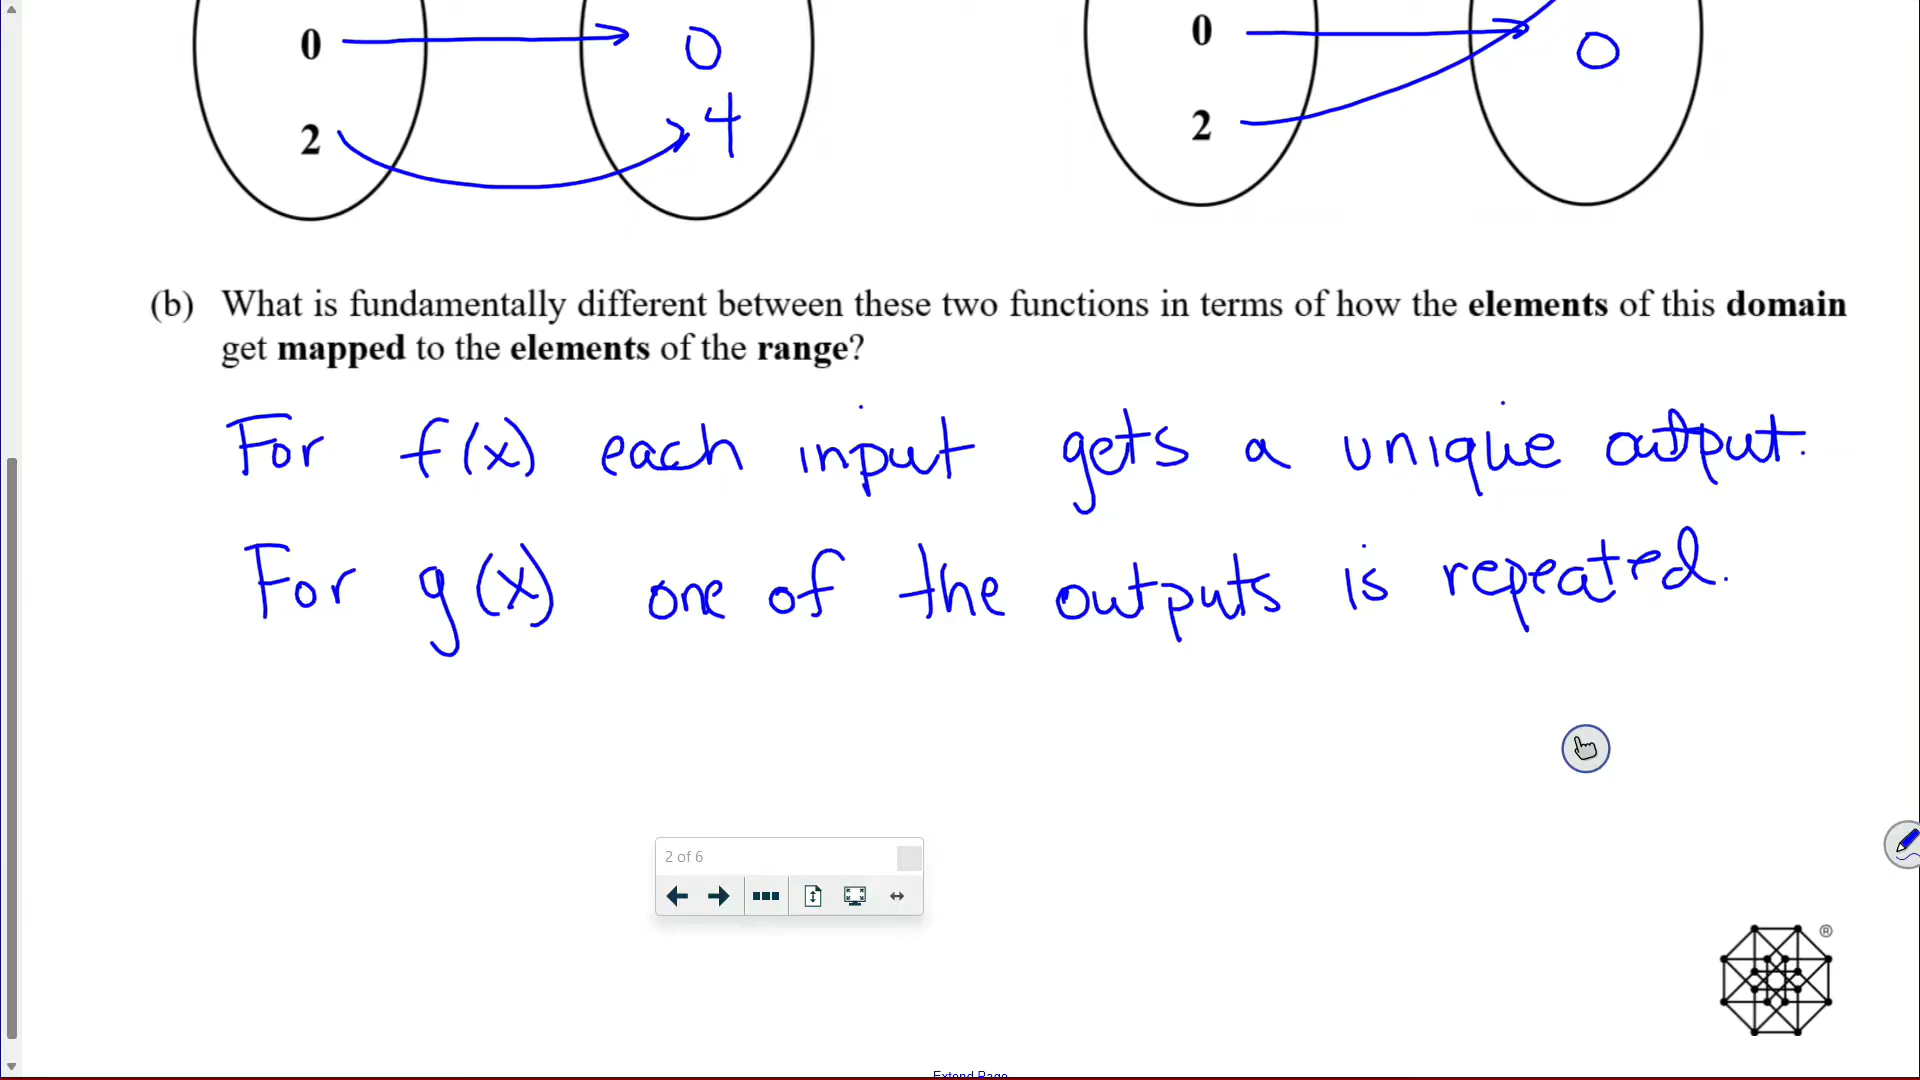 0 0 0 0
2 4 2
(b) What is fundamentally different between these two functions in terms of how the elements of this domain
get mapped to the elements of the range?
For f(x) each input gets a unique output.
For g(x) one of the outputs is repeated.
2 of 6
®
Extend Page